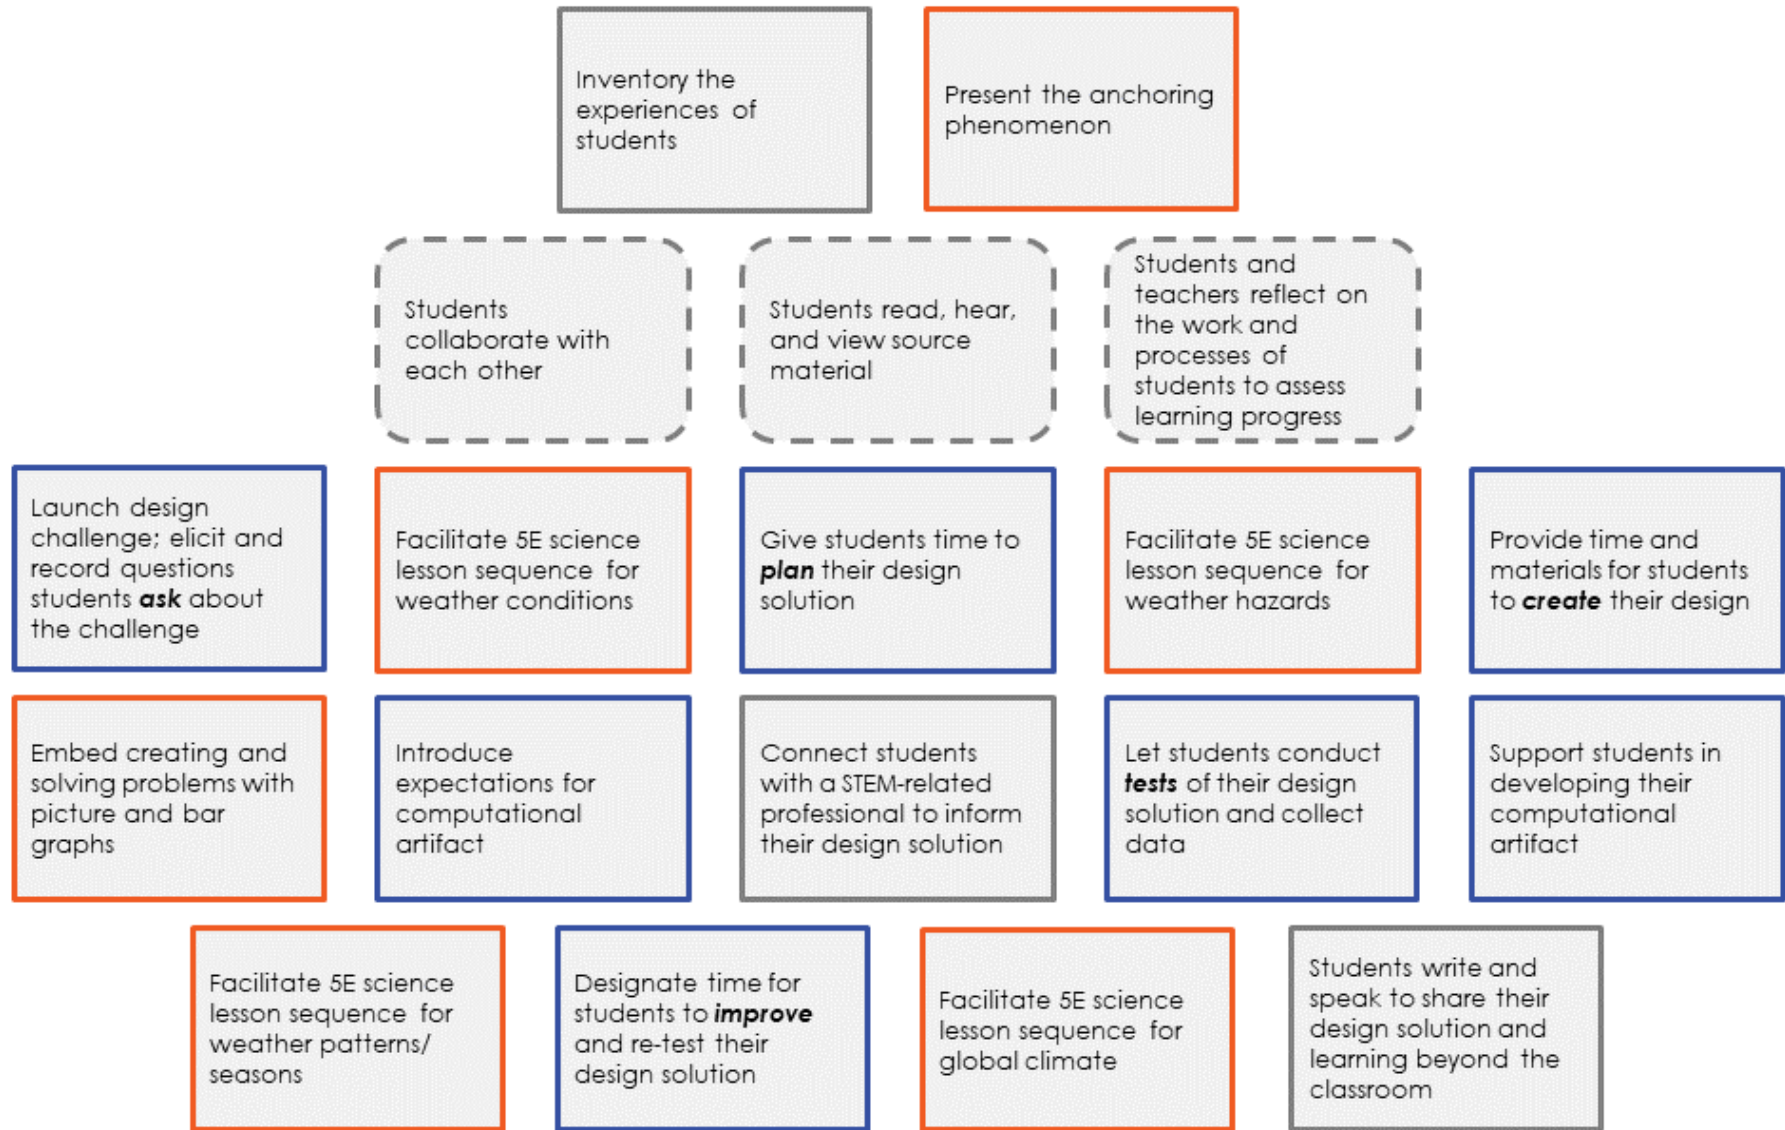 Inventory the
experiences of
students
Present the anchoring
phenomenon
Students
collaborate with
each other
Students read, hear,
and view source
material
Students and
teachers reflect on
the work and
processes of
students to assess
learning progress
Launch design
challenge; elicit and
record questions
students ask about
the challenge
Facilitate 5E science
lesson sequence for
weather conditions
Give students time to
plan their design
solution
Facilitate 5E science
lesson sequence for
weather hazards
Provide time and
materials for students
to create their design
Embed creating and
solving problems with
picture and bar
graphs
Introduce
expectations for
computational
artifact
Connect students
with a STEM-related
professional to inform
their design solution
Let students conduct
tests of their design
solution and collect
data
Support students in
developing their
computational
artifact
Facilitate 5E science
lesson sequence for
weather patterns/
seasons
Designate time for
students to improve
and re-test their
design solution
Facilitate 5E science
lesson sequence for
global climate
Students write and
speak to share their
design solution and
learning beyond the
classroom